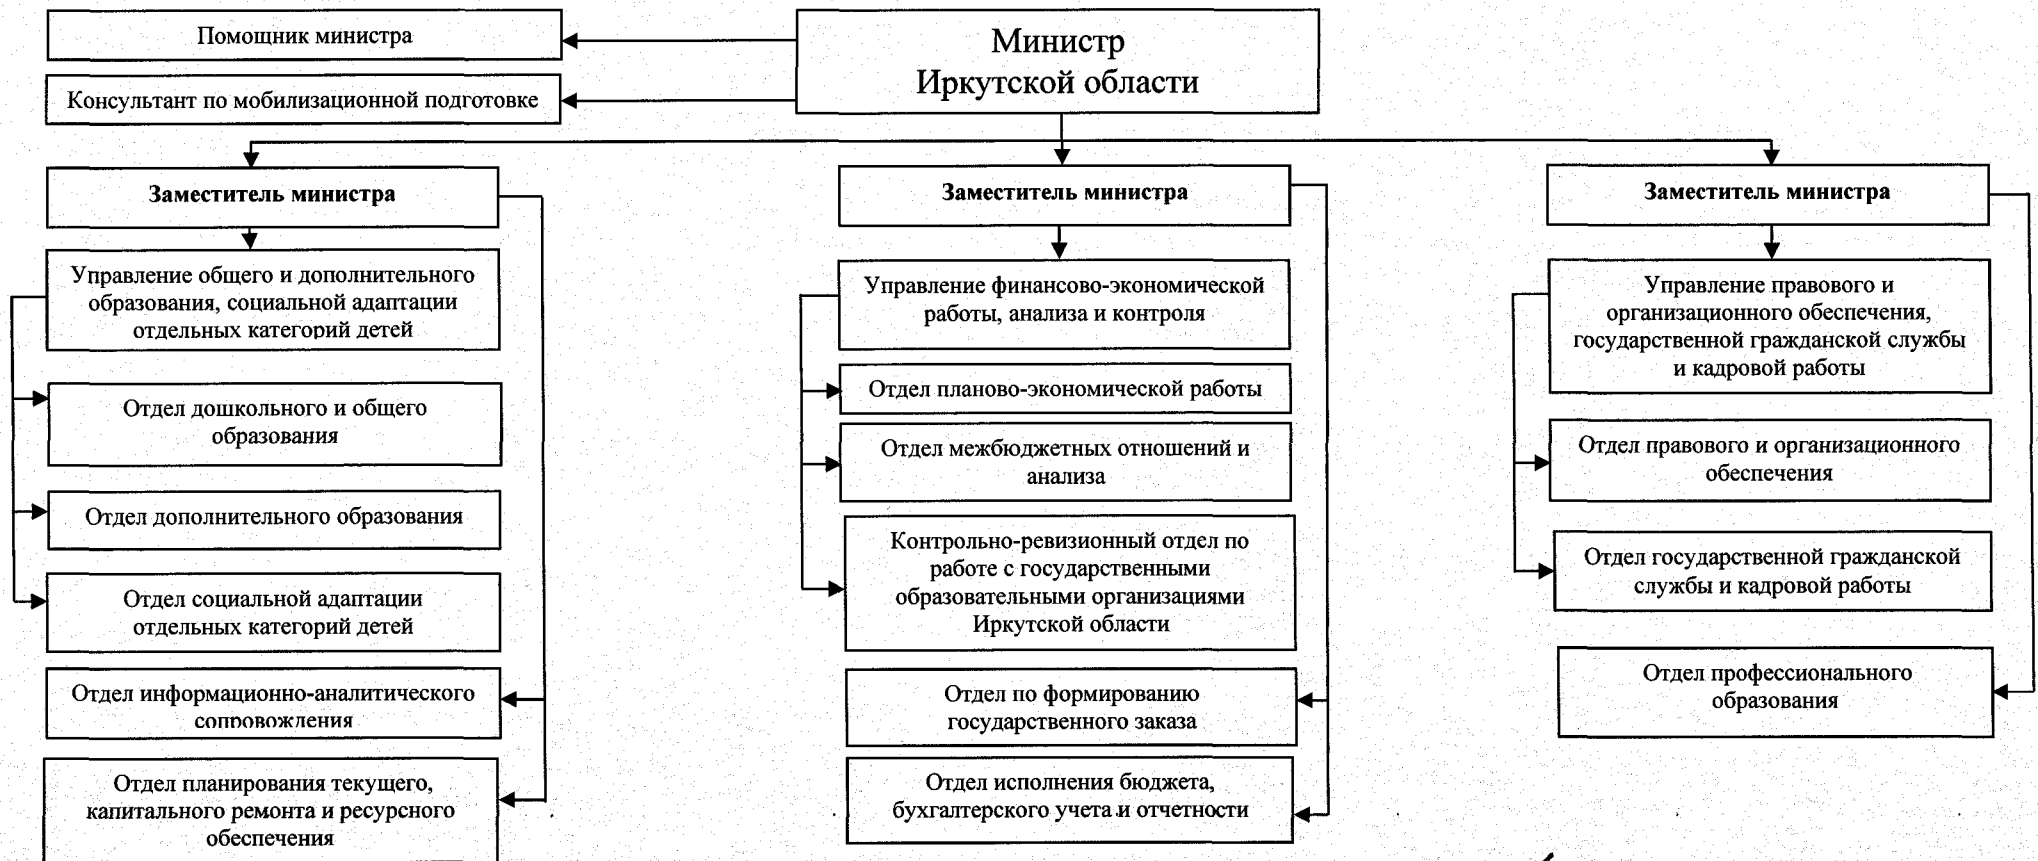 Помощник министра
Консультант по мобилизационной подготовке
Министр
Иркутской области
Заместитель министра
Управление общего и дополнительного
образования, социальной адаптации
отдельных категорий детей
Отдел дошкольного и общего
образования
Отдел дополнительного образования
Отдел социальной адаптации
отдельных категорий детей
Отдел информационно-аналитического
сопровождения
Отдел планирования текущего,
капитального ремонта и ресурсного
обеспечения
Заместитель министра
Управление финансово-экономической
работы, анализа и контроля
Отдел планово-экономической работы
Отдел межбюджетных отношений и
анализа
Контрольно-ревизионный отдел по
работе с государственными
образовательными организациями
Иркутской области
Отдел по формированию
государственного заказа
Отдел исполнения бюджета,
бухгалтерского учета и отчетности
Заместитель министра
Управление правового и
организационного обеспечения,
государственной гражданской службы
и кадровой работы
Отдел правового и организационного
обеспечения
Отдел государственной гражданской
службы и кадровой работы
Отдел профессионального
образования